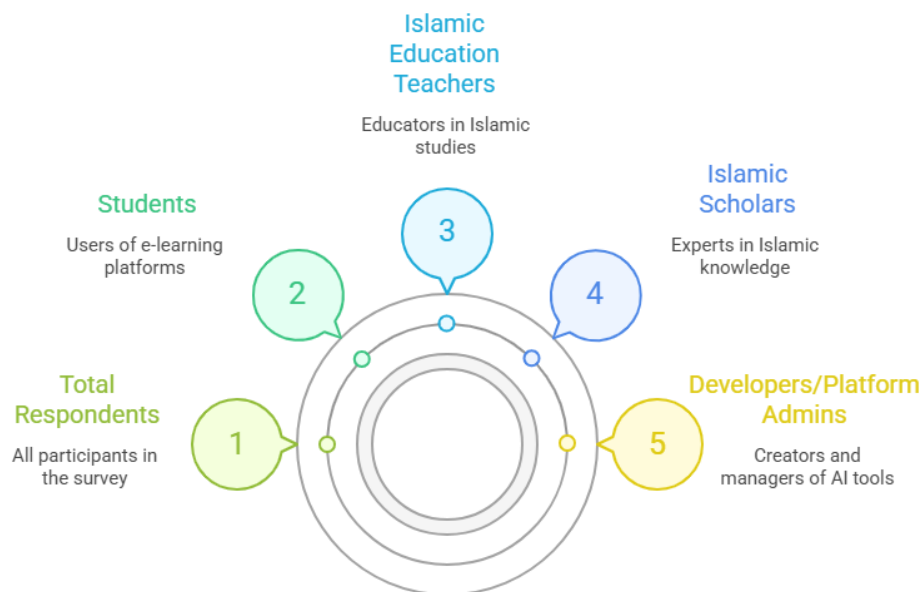 Total
Respondents
All participants in
the survey
1
Students
Users of e-learning
platforms
2
Islamic
Education
Teachers
Educators in Islamic
studies
3
Islamic
Scholars
Experts in Islamic
knowledge
4
Developers/Platform
Admins
Creators and
managers of AI tools
5